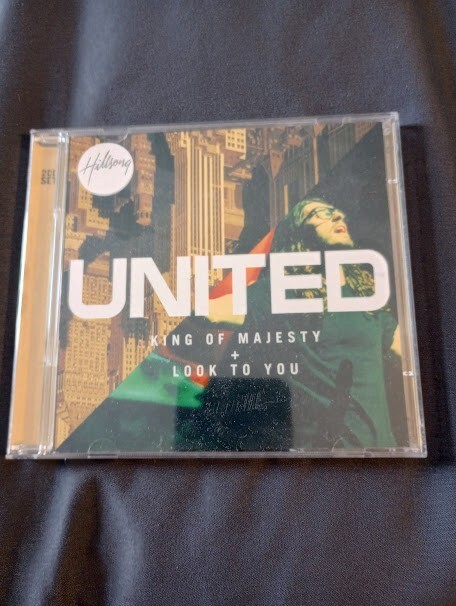 Hillsong
UNITED
KING OF MAJESTY
+
LOOK TO YOU